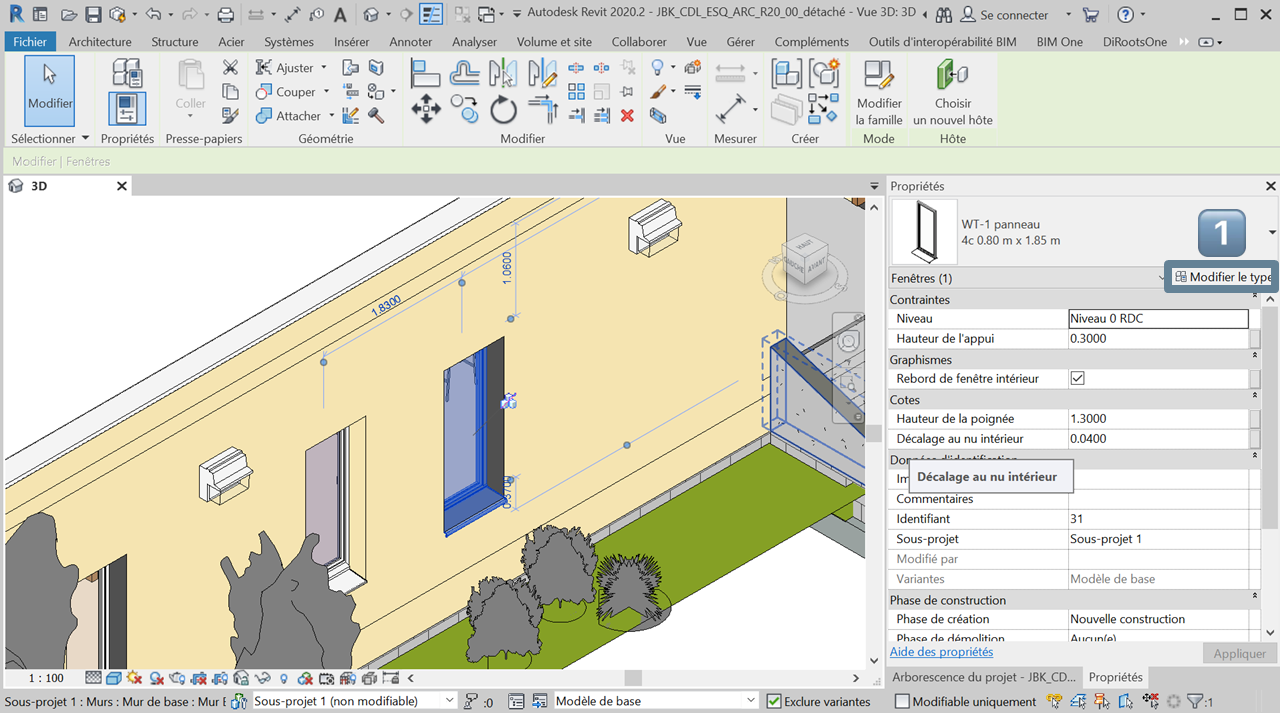 Autodesk Revit 2020.2 - JBK_CDL_ESQ_ARC_R20_00_détaché - Vue 3D: 3D
Se connecter
Fichier Architecture Structure Acier Systèmes Insérer Annoter Analyser Volume et site Collaborer Vue Compléments Outils d'interopérabilité BIM BIM One DiRootsOne
Ajuster
Couper
Attacher
Modifier
Coller
Modifier
la famille
Choisir
un nouvel hôte
Sélectionner Propriétés Presse-papiers Géométrie Modifier Vue Mesurer Créer Mode Hôte
Modifier | Fenêtres
3D
Propriétés
WT-1 panneau
4c 0.80 m x 1.85 m
1
Fenêtres (1)
Modifier le type
Contraintes
Niveau Niveau 0 RDC
Hauteur de l'appui 0.3000
Graphismes
Rebord de fenêtre intérieur
Cotes
Hauteur de la poignée 1.3000
Décalage au nu intérieur 0.0400
Données d'identification
Décalage au nu intérieur
Commentaires
Identifiant 31
Sous-projet Sous-projet 1
Modifié par
Variantes Modèle de base
Phase de construction
Phase de création Nouvelle construction
Phase de démolition Aucun(e)
Aide des propriétés
Appliquer
Arborescence du projet - JBK_CD... Propriétés
1.8300
1.0600
HAUT
GAUCHE
AVANT
1 : 100
Sous-projet 1 : Murs : Mur de base : Mur E
Sous-projet 1 (non modifiable)
:0
Modèle de base
Exclure variantes
Modifiable uniquement
:1